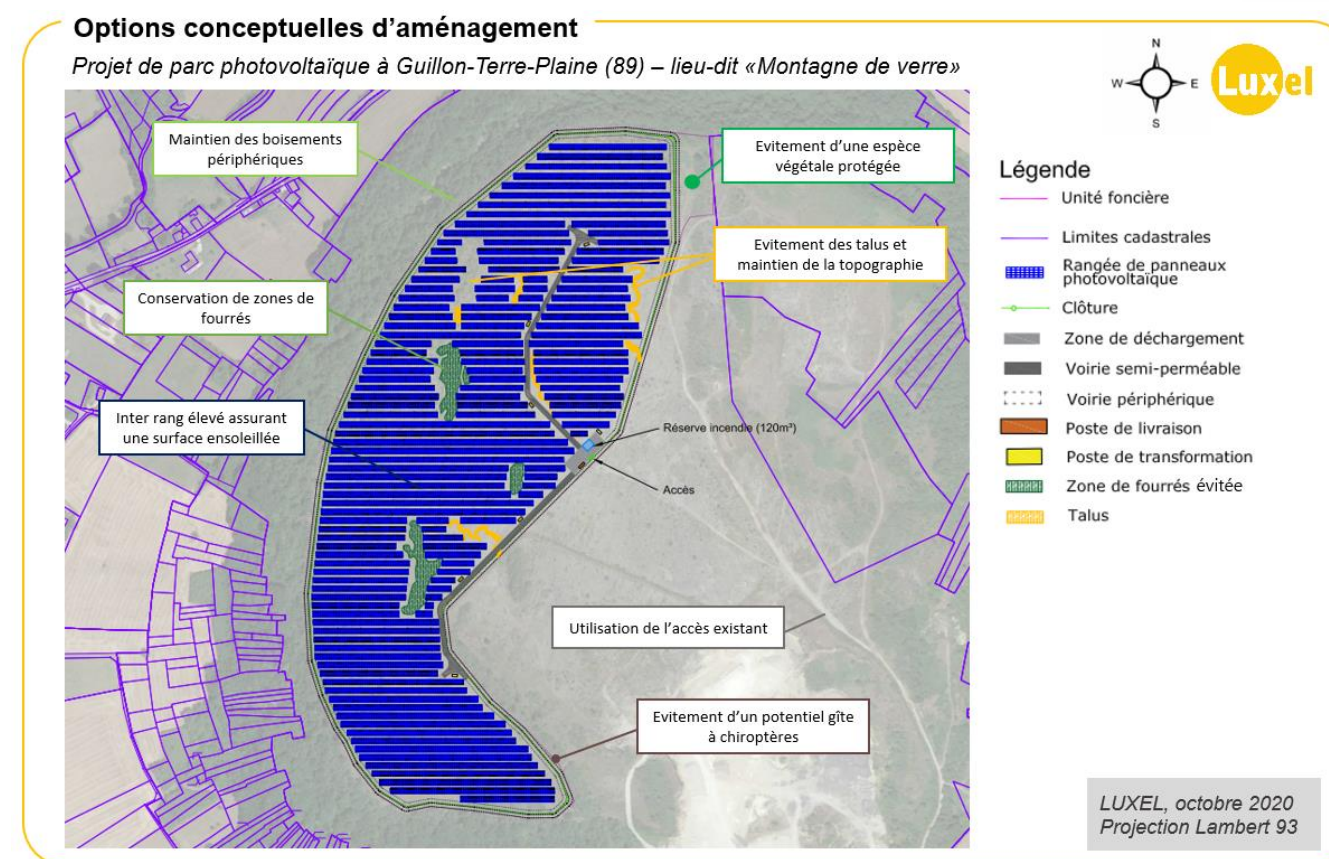 Options conceptuelles d'aménagement
Projet de parc photovoltaïque à Guillon-Terre-Plaine (89) – lieu-dit «Montagne de verre»
N
W
E
S
Luxel
Maintien des boisements
périphériques
Evitement d'une espèce
végétale protégée
Evitement des talus et
maintien de la topographie
Conservation de zones de
fourrés
Inter rang élevé assurant
une surface ensoleillée
Réserve incendie (120m³)
Accès
Utilisation de l'accès existant
Evitement d'un potentiel gîte
à chiroptères
Légende
Unité foncière
Limites cadastrales
Rangée de panneaux
photovoltaïque
Clôture
Zone de déchargement
Voirie semi-perméable
Voirie périphérique
Poste de livraison
Poste de transformation
Zone de fourrés évitée
Talus
LUXEL, octobre 2020
Projection Lambert 93